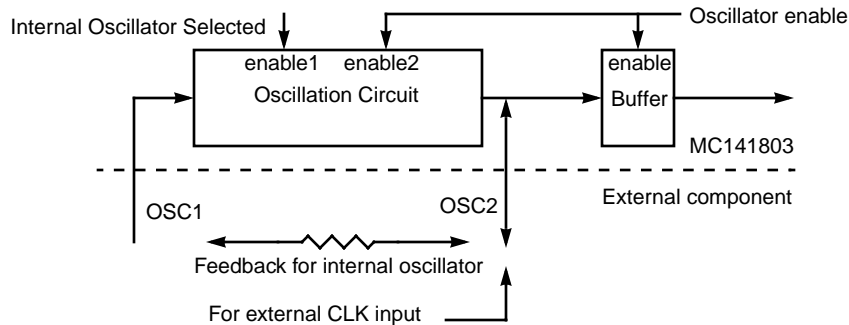 Internal Oscillator Selected
Oscillator enable
enable1 enable2
enable
Oscillation Circuit
Buffer
MC141803
External component
OSC1
OSC2
Feedback for internal oscillator
For external CLK input